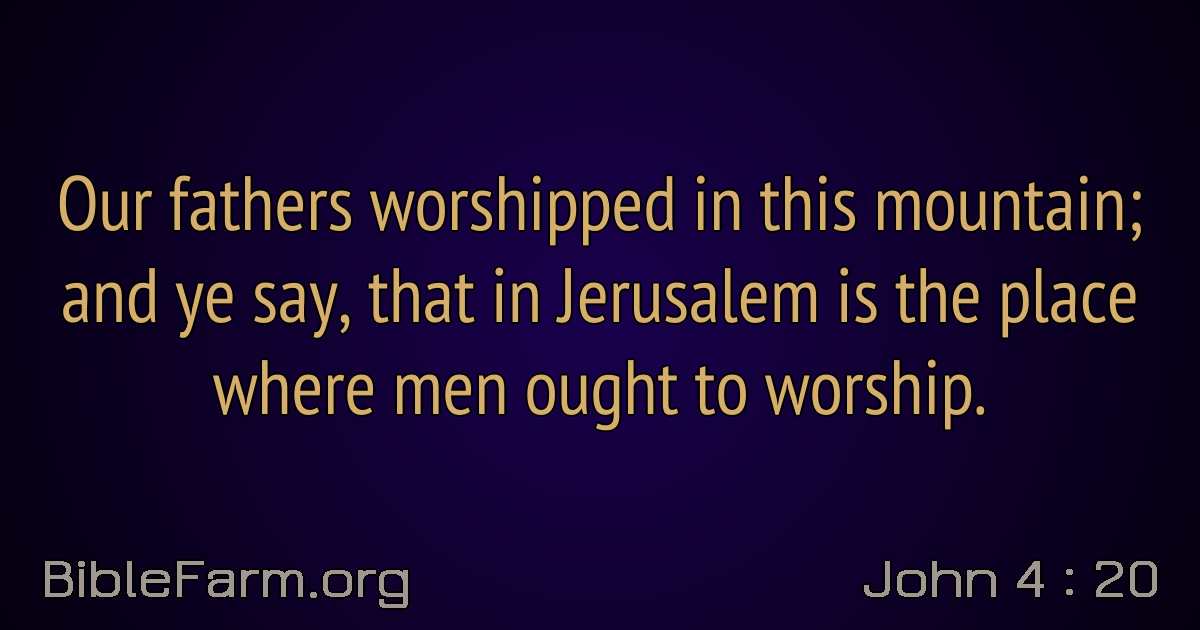 Our fathers worshipped in this mountain;
and ye say, that in Jerusalem is the place
where men ought to worship.
BibleFarm.org
John 4 : 20